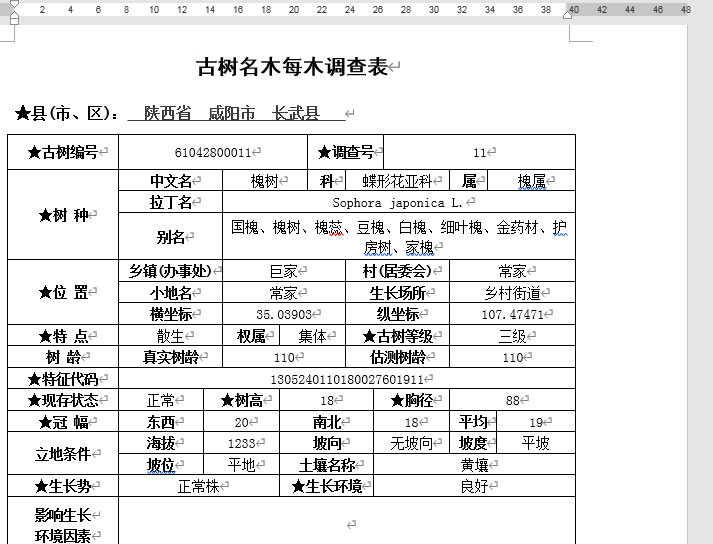 2 4 6 8 10 12 14 16 18 20 22 24 26 28 30 32 34 36 38 40 42 44 46 48
古树名木每木调查表
★县(市、区)： 陕西省 咸阳市 长武县
★古树编号 61042800011 ★调查号 11
★树 种 中文名 槐树 科 蝶形花亚科 属 槐属
拉丁名 Sophora japonica L.
别名 国槐、槐树、槐蕊、豆槐、白槐、细叶槐、金药材、护
房树、家槐
★位 置 乡镇(办事处) 巨家 村(居委会) 常家
小地名 常家 生长场所 乡村街道
横坐标 35.03903 纵坐标 107.47471
★特 点 散生 权属 集体 ★古树等级 三级
树 龄 真实树龄 110 估测树龄 110
★特征代码 1305240110180027601911
★现存状态 正常 ★树高 18 ★胸径 88
★冠 幅 东西 20 南北 18 平均 19
立地条件 海拔 1233 坡向 无坡向 坡度 平坡
坡位 平地 土壤名称 黄壤
★生长势 正常株 ★生长环境 良好
影响生长
环境因素